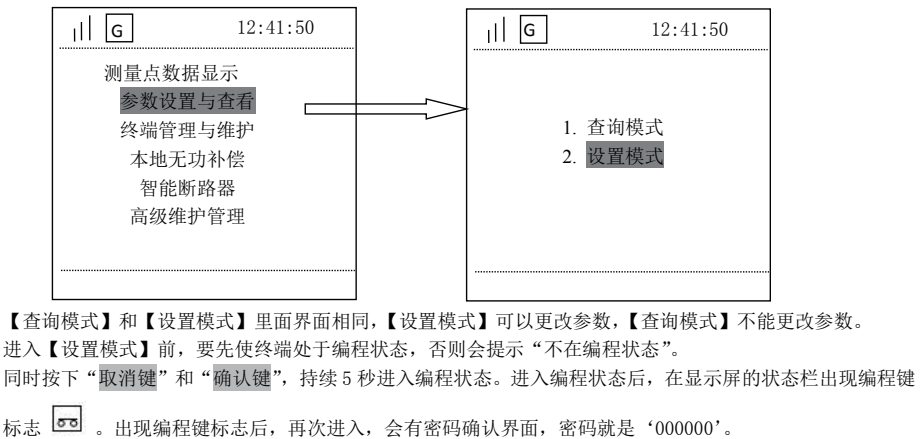 G 12:41:50
测量点数据显示
参数设置与查看
终端管理与维护
本地无功补偿
智能断路器
高级维护管理
G 12:41:50
1. 查询模式
2. 设置模式
【查询模式】和【设置模式】里面界面相同，【设置模式】可以更改参数，【查询模式】不能更改参数。
进入【设置模式】前，要先使终端处于编程状态，否则会提示“不在编程状态”。
同时按下“取消键”和“确认键”，持续 5 秒进入编程状态。进入编程状态后，在显示屏的状态栏出现编程键
标志 。出现编程键标志后，再次进入，会有密码确认界面，密码就是‘000000’。